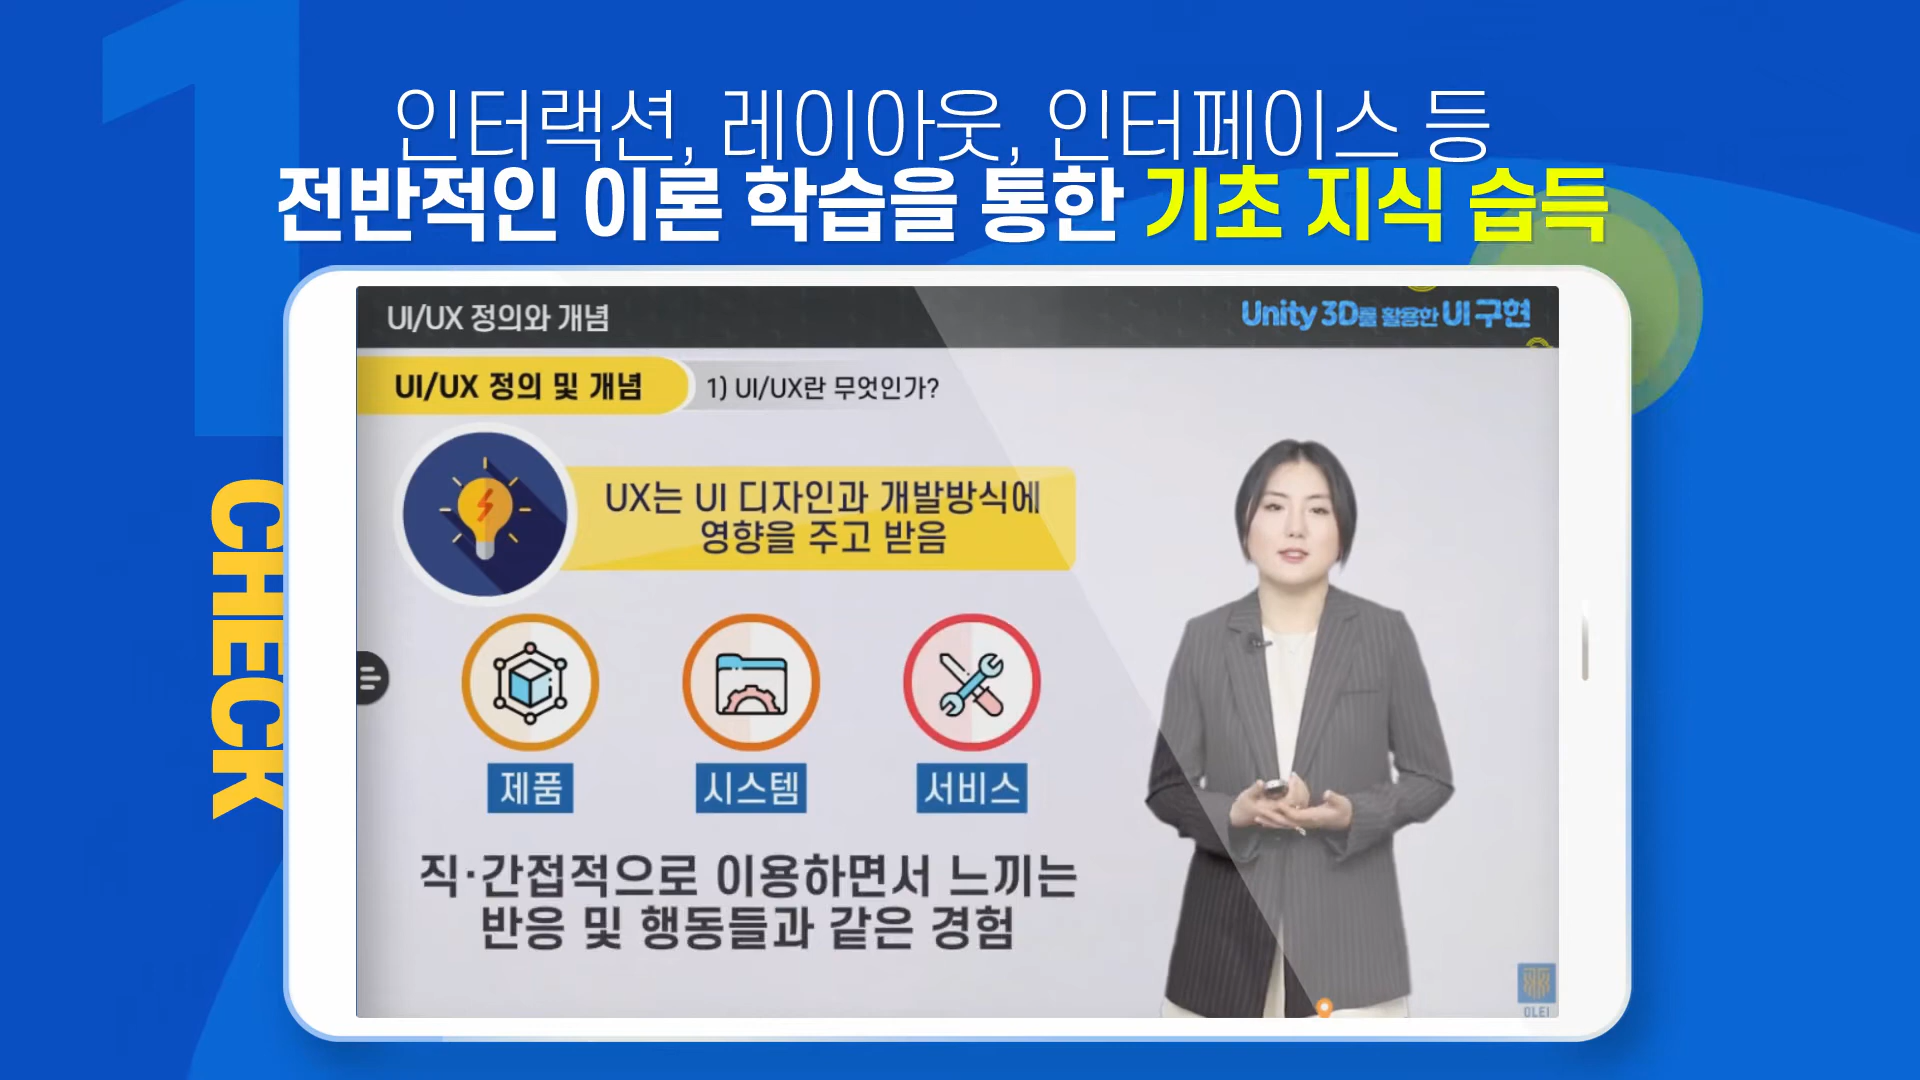 1
인터랙션, 레이아웃, 인터페이스 등
전반적인 이론 학습을 통한 기초 지식 습득
CHECK
UI/UX 정의와 개념
Unity 3D를 활용한 UI 구현
UI/UX 정의 및 개념
1) UI/UX란 무엇인가?
UX는 UI 디자인과 개발방식에
영향을 주고 받음
제품
시스템
서비스
직·간접적으로 이용하면서 느끼는
반응 및 행동들과 같은 경험
OLEI